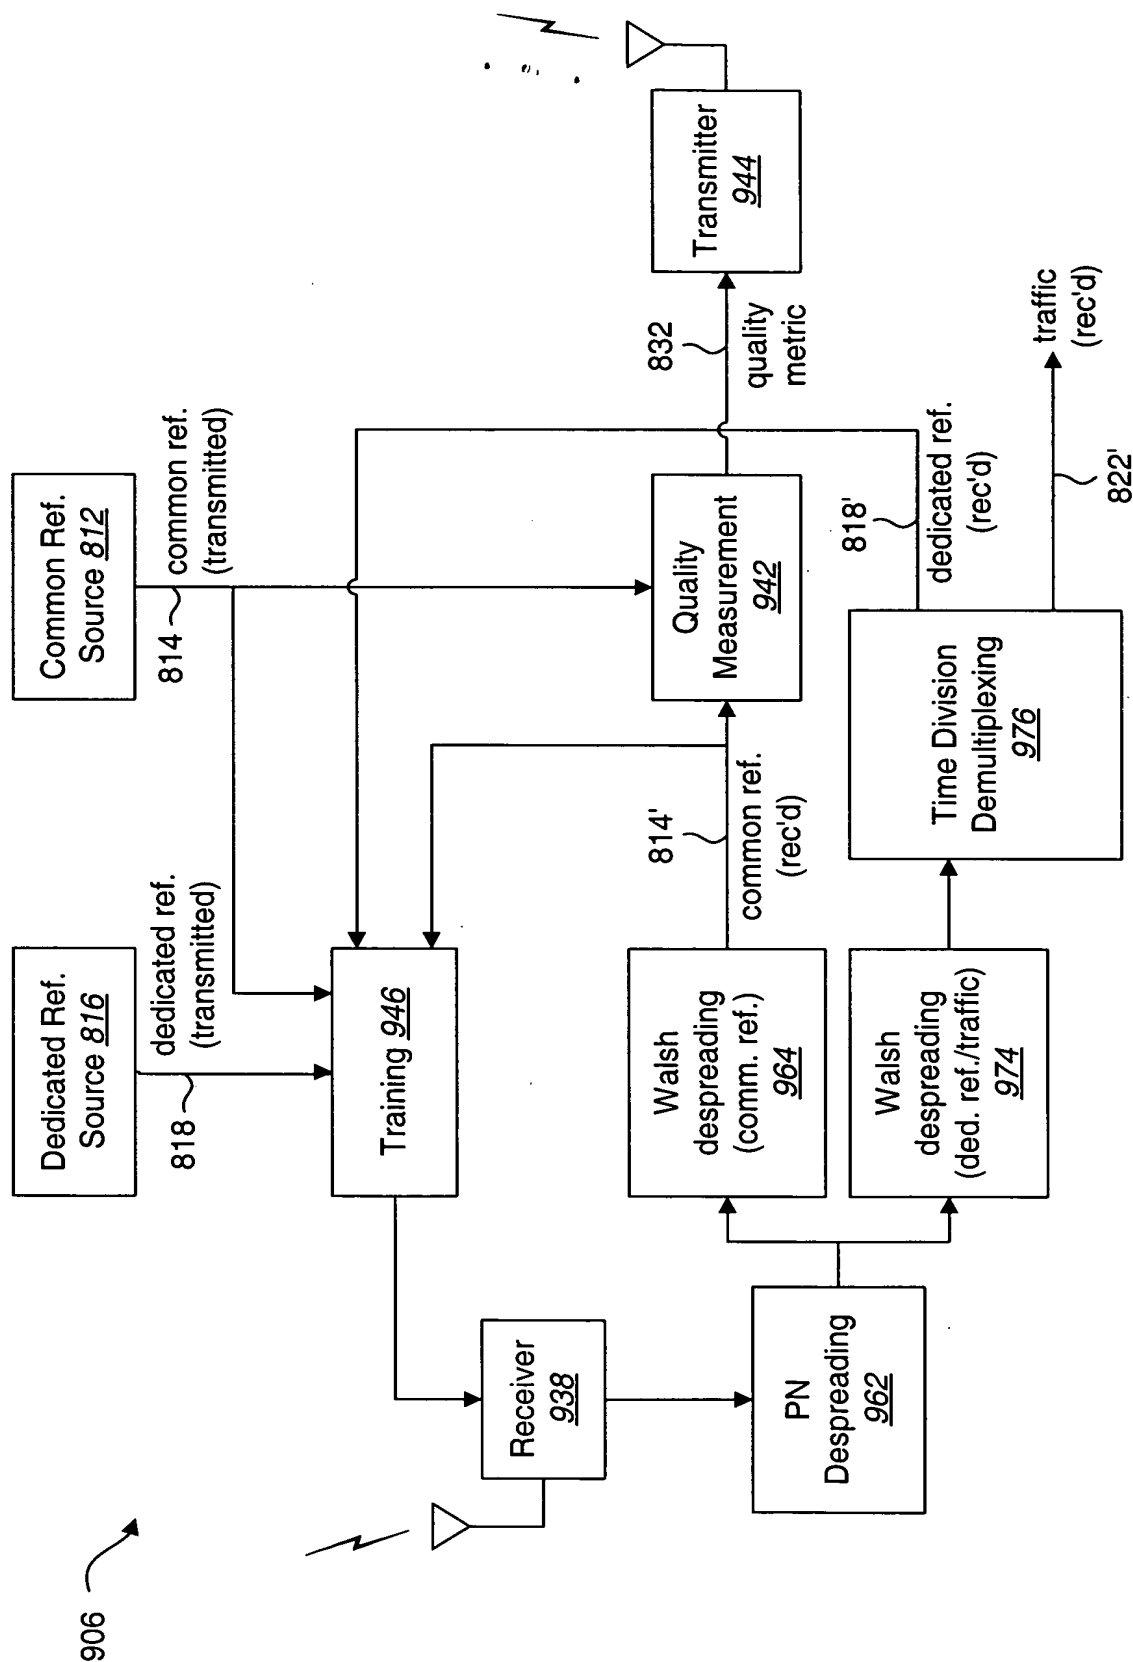 906
Dedicated Ref.
Source 816
818
dedicated ref.
(transmitted)
Common Ref.
Source 812
814
common ref.
(transmitted)
Training 946
Receiver
938
PN
Despreading
962
Walsh
despreading
(comm. ref.)
964
814'
common ref.
(rec'd)
Quality
Measurement
942
832
quality
metric
Transmitter
944
Walsh
despreading
(ded. ref./traffic)
974
Time Division
Demultiplexing
976
818'
dedicated ref.
(rec'd)
822'
traffic
(rec'd)